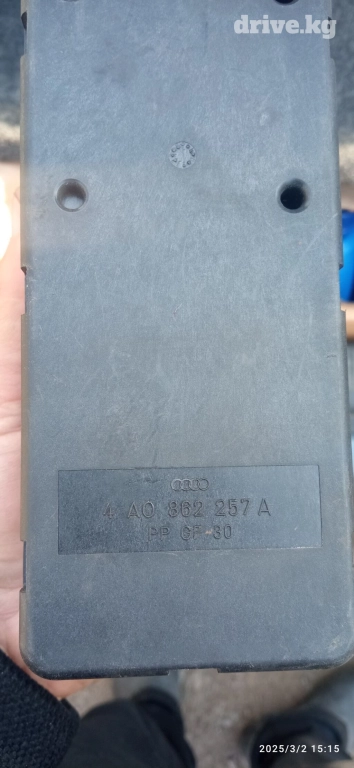 drive.kg
4 A0 862 257 A
PP GF-30
2025/3/2 15:15